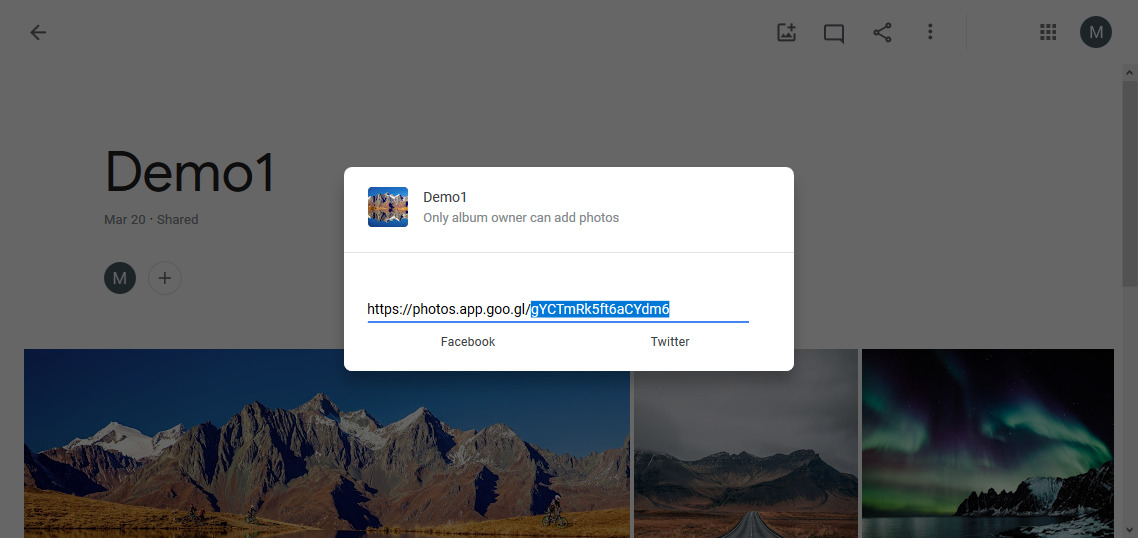 M
Demo1
Mar 20 · Shared
M
Demo1
Only album owner can add photos
https://photos.app.goo.gl/gYCTmRk5ft6aCYdm6
Facebook Twitter